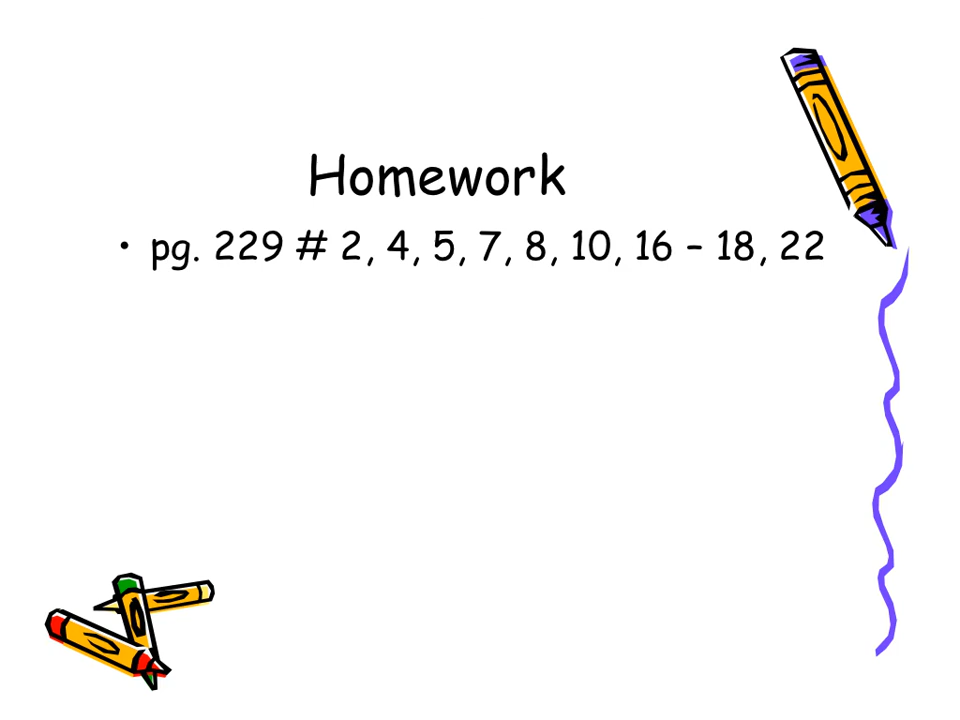 Homework
• pg. 229 # 2, 4, 5, 7, 8, 10, 16 – 18, 22